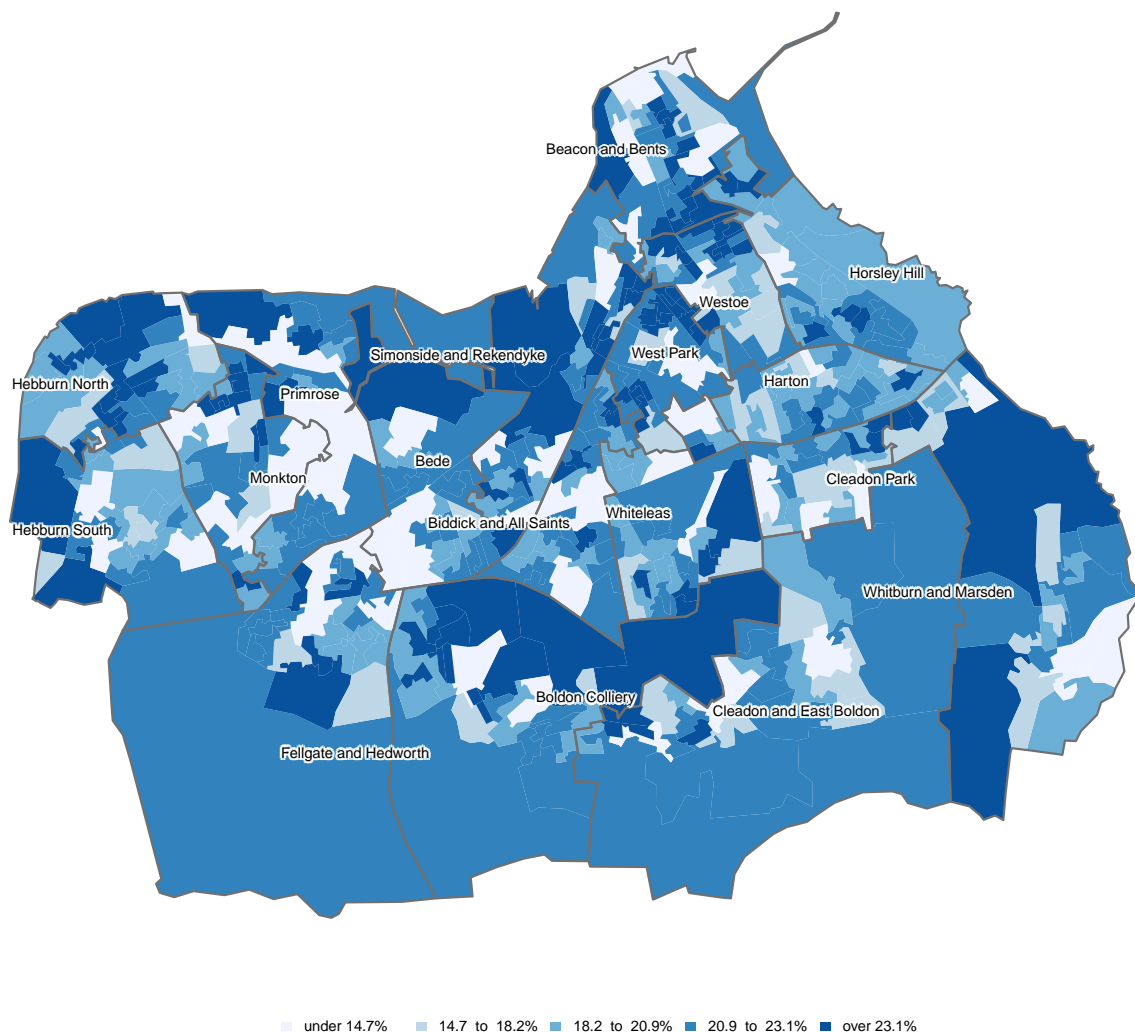 Beacon and Bents
Horsley Hill
Westoe
Simonside and Rekendyke
West Park
Hebburn North
Harton
Primrose
Bede
Monkton
Cleadon Park
Whiteleas
Biddick and All Saints
Hebburn South
Whitburn and Marsden
Boldon Colliery
Cleadon and East Boldon
Fellgate and Hedworth
under 14.7% 14.7 to 18.2% 18.2 to 20.9% 20.9 to 23.1% over 23.1%